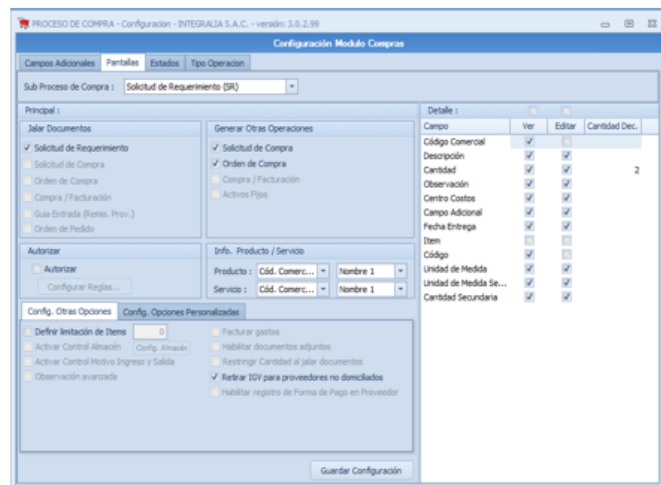 PROCESO DE COMPRA - Configuracion - INTEGRALIA S.A.C. - versión: 3.0.2.99
Configuración Modulo Compras
Campos Adicionales Pantallas Estados Tipo Operacion
Sub Proceso de Compra : Solicitud de Requerimiento (SR)
Principal :
Jalar Documentos
Solicitud de Requerimiento
Solicitud de Compra
Orden de Compra
Compra / Facturación
Guia Entrada (Remis. Prov.)
Orden de Pedido
Generar Otras Operaciones
Solicitud de Compra
Orden de Compra
Compra / Facturación
Activos Fijos
Autorizar
Autorizar
Configurar Reglas...
Info. Producto / Servicio
Producto : Cód. Comerc... Nombre 1
Servicio : Cód. Comerc... Nombre 1
Config. Otras Opciones Config. Opciones Personalizadas
Definir limitación de Items 0
Activar Control Almacén Config. Almacén
Activar Control Motivo Ingreso y Salida
Observación avanzada
Facturar gastos
Habilitar documentos adjuntos
Restringir Cantidad al jalar documentos
Retirar IGV para proveedores no domiciliados
Habilitar registro de Forma de Pago en Proveedor
Guardar Configuración
Detalle :
Campo Ver Editar Cantidad Dec.
Código Comercial
Descripción
Cantidad 2
Observación
Centro Costos
Campo Adicional
Fecha Entrega
Item
Código
Unidad de Medida
Unidad de Medida Se...
Cantidad Secundaria